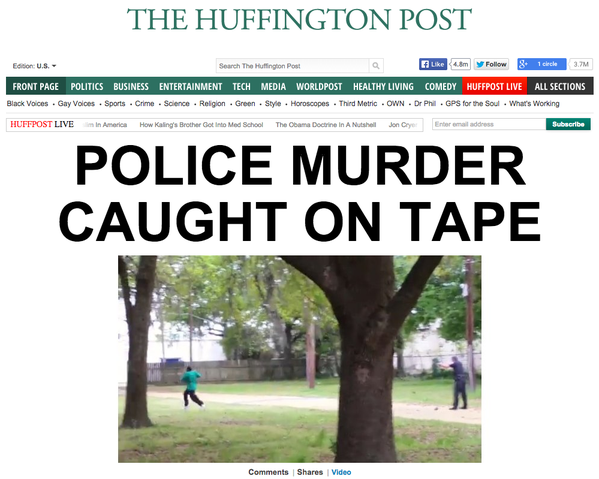 THE HUFFINGTON POST
Edition: U.S. Search The Huffington Post Like 4.8m Follow 1 circle 3.7M
FRONT PAGE POLITICS BUSINESS ENTERTAINMENT TECH MEDIA WORLDPOST HEALTHY LIVING COMEDY HUFFPOST LIVE ALL SECTIONS
Black Voices • Gay Voices • Sports • Crime • Science • Religion • Green • Style • Horoscopes • Third Metric • OWN • Dr Phil • GPS for the Soul • What's Working
HUFFPOST LIVE In America How Kaling's Brother Got Into Med School The Obama Doctrine In A Nutshell Jon Cryer Enter email address Subscribe
POLICE MURDER
CAUGHT ON TAPE
Comments | Shares | Video